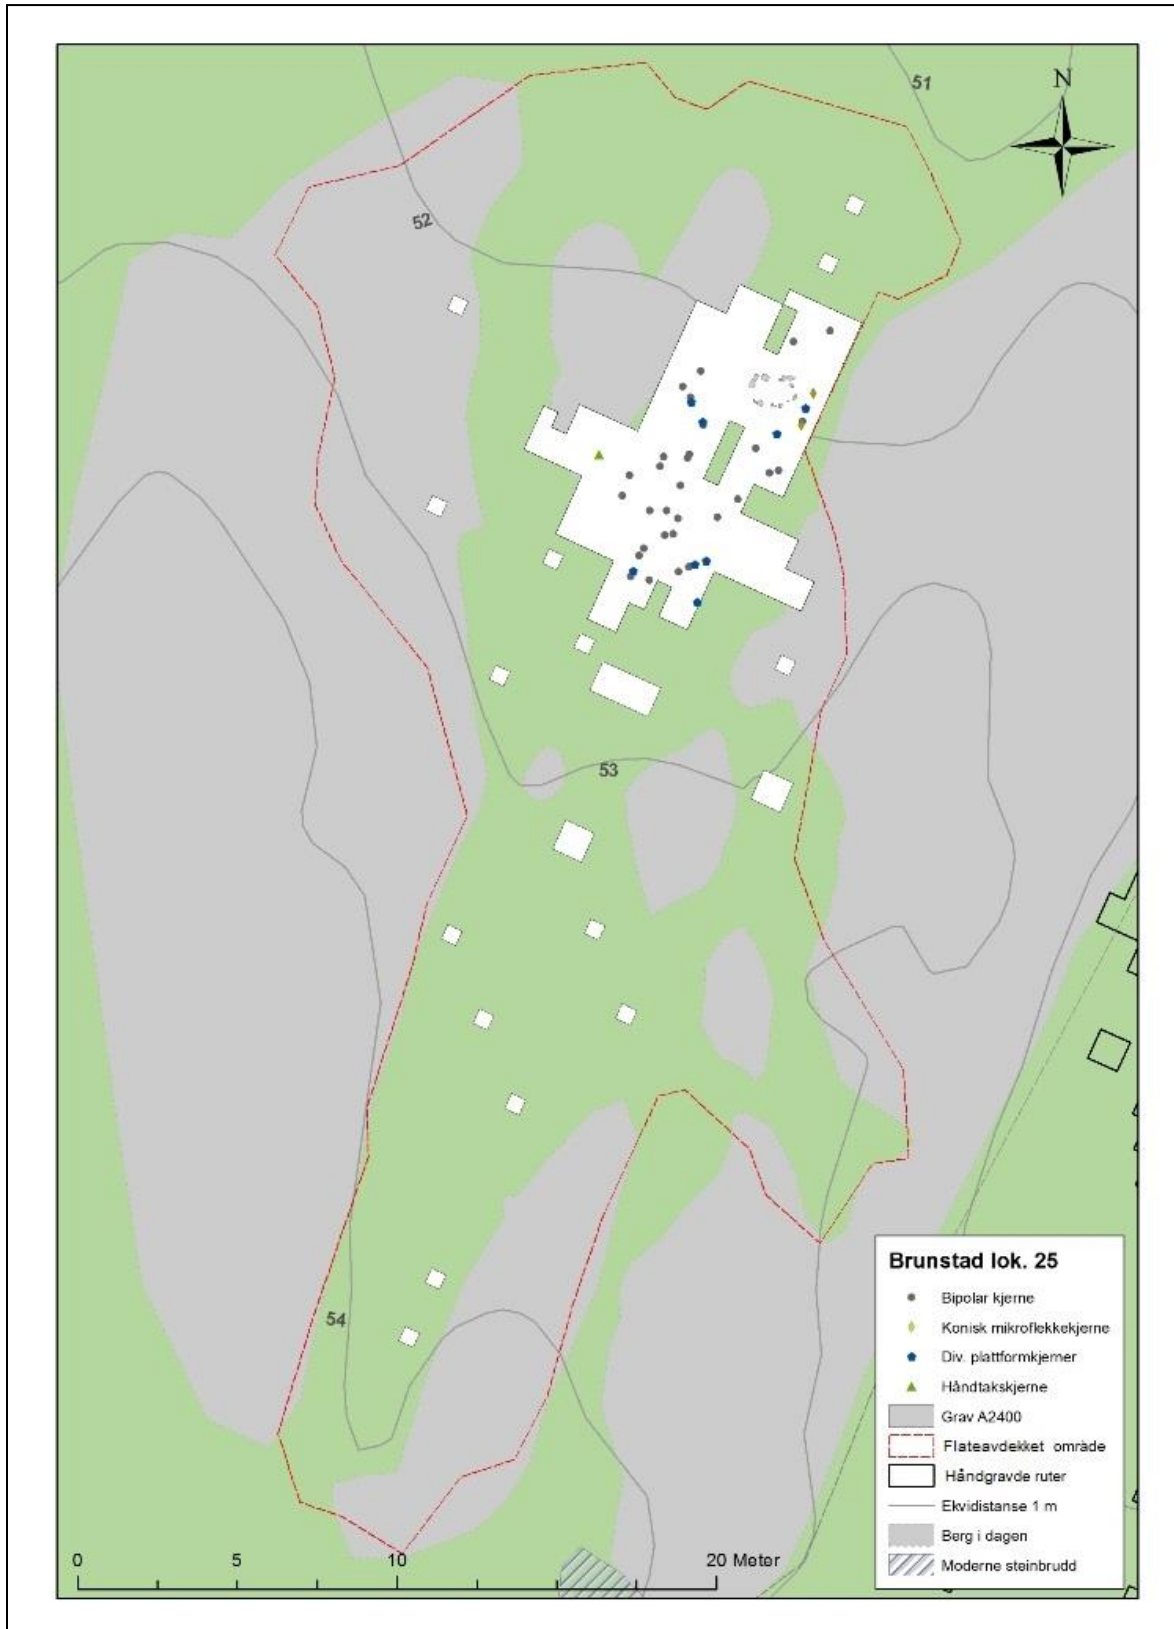 51
N
52
53
54
Brunstad lok. 25
Bipolar kjerne
Konisk mikroflekkekjerne
Div. plattformkjerner
Håndtakskjerne
Grav A2400
Flateavdekket område
Håndgravde ruter
Ekvidistanse 1 m
Berg i dagen
Moderne steinbrudd
0 5 10 20 Meter